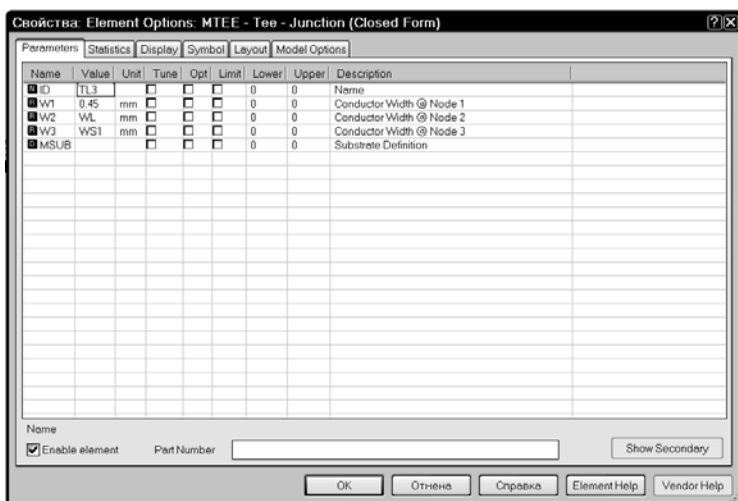 Свойства: Element Options: MTEE - Tee - Junction (Closed Form)
Parameters Statistics Display Symbol Layout Model Options
Name Value Unit Tune Opt Limit Lower Upper Description
ID TL3 0 0 Name
W1 0.45 mm 0 0 Conductor Width @ Node 1
W2 WL mm 0 0 Conductor Width @ Node 2
W3 WS1 mm 0 0 Conductor Width @ Node 3
MSUB 0 0 Substrate Definition
Name
Enable element Part Number Show Secondary
OK Отмена Справка Element Help Vendor Help